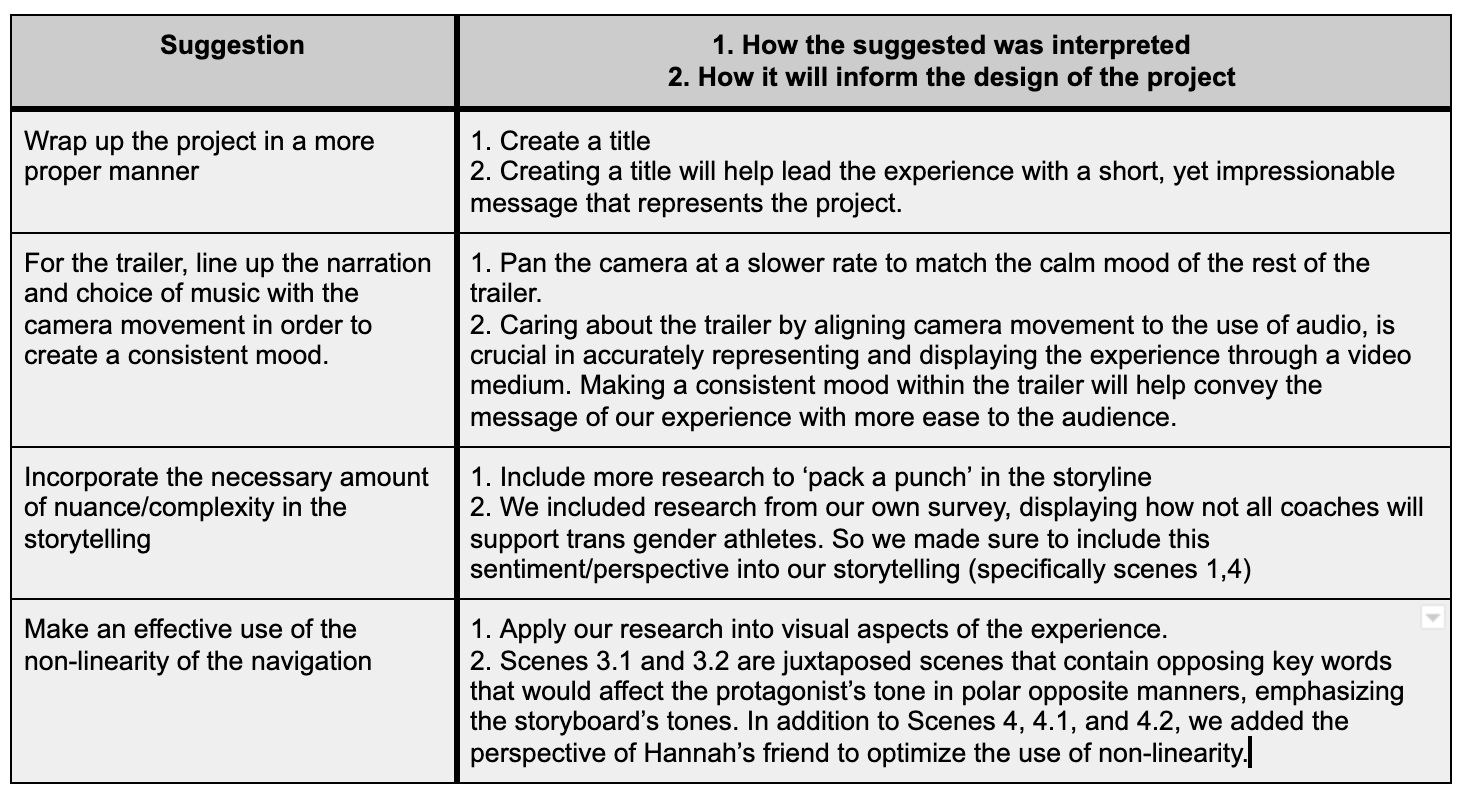 Suggestion
1. How the suggested was interpreted
2. How it will inform the design of the project
Wrap up the project in a more
proper manner
1. Create a title
2. Creating a title will help lead the experience with a short, yet impressionable
message that represents the project.
For the trailer, line up the narration
and choice of music with the
camera movement in order to
create a consistent mood.
1. Pan the camera at a slower rate to match the calm mood of the rest of the
trailer.
2. Caring about the trailer by aligning camera movement to the use of audio, is
crucial in accurately representing and displaying the experience through a video
medium. Making a consistent mood within the trailer will help convey the
message of our experience with more ease to the audience.
Incorporate the necessary amount
of nuance/complexity in the
storytelling
1. Include more research to ‘pack a punch’ in the storyline
2. We included research from our own survey, displaying how not all coaches will
support trans gender athletes. So we made sure to include this
sentiment/perspective into our storytelling (specifically scenes 1,4)
Make an effective use of the
non-linearity of the navigation
1. Apply our research into visual aspects of the experience.
2. Scenes 3.1 and 3.2 are juxtaposed scenes that contain opposing key words
that would affect the protagonist’s tone in polar opposite manners, emphasizing
the storyboard’s tones. In addition to Scenes 4, 4.1, and 4.2, we added the
perspective of Hannah’s friend to optimize the use of non-linearity.